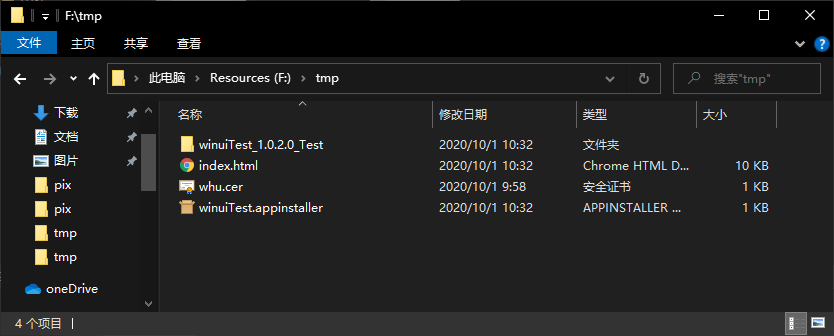 F:\tmp
文件 主页 共享 查看
此电脑 Resources (F:) tmp 搜索"tmp"
名称 修改日期 类型 大小
下载
文档
图片
pix
pix
tmp
tmp
oneDrive
winuiTest_1.0.2.0_Test 2020/10/1 10:32 文件夹
index.html 2020/10/1 10:32 Chrome HTML D... 10 KB
whu.cer 2020/10/1 9:58 安全证书 1 KB
winuiTest.appinstaller 2020/10/1 10:32 APPINSTALLER ... 1 KB
4 个项目